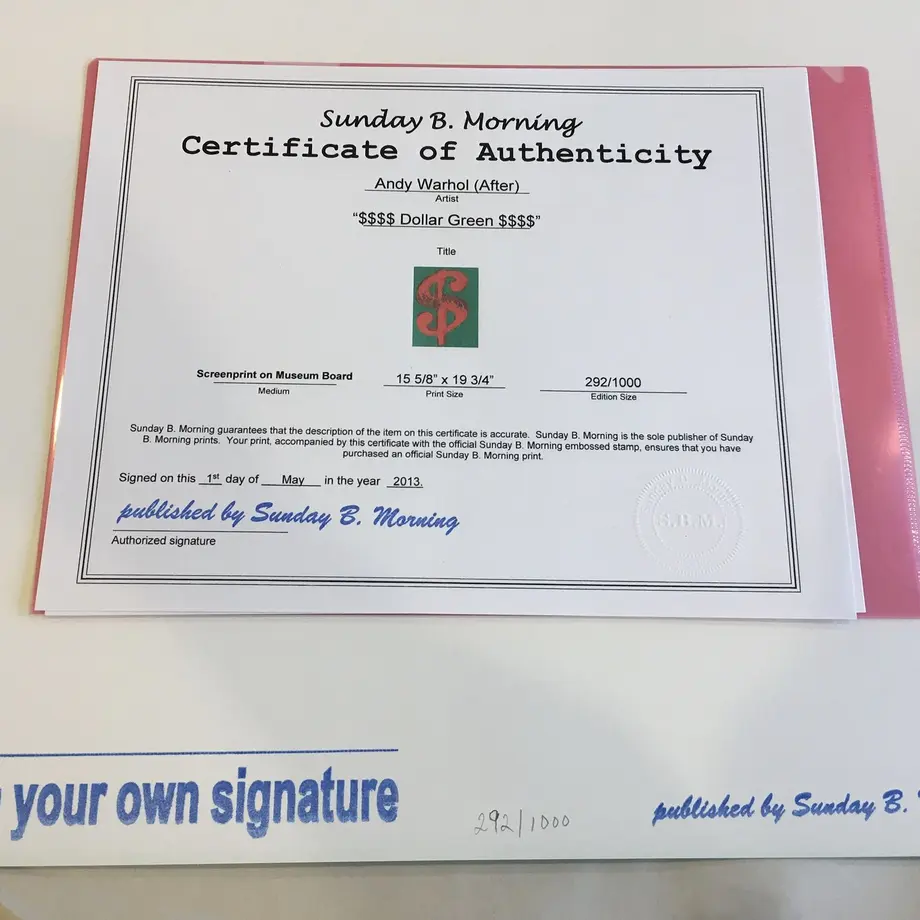 Sunday B. Morning
Certificate of Authenticity
Andy Warhol (After)
Artist
“$$$$ Dollar Green $$$$”
Title
$
Screenprint on Museum Board
Medium
15 5/8" x 19 3/4"
Print Size
292/1000
Edition Size
Sunday B. Morning guarantees that the description of the item on this certificate is accurate. Sunday B. Morning is the sole publisher of Sunday
B. Morning prints. Your print, accompanied by this certificate with the official Sunday B. Morning embossed stamp, ensures that you have
purchased an official Sunday B. Morning print.
Signed on this 1st day of May in the year 2013.
published by Sunday B. Morning
Authorized signature
S.B.M.
your own signature
292/1000
published by Sunday B.